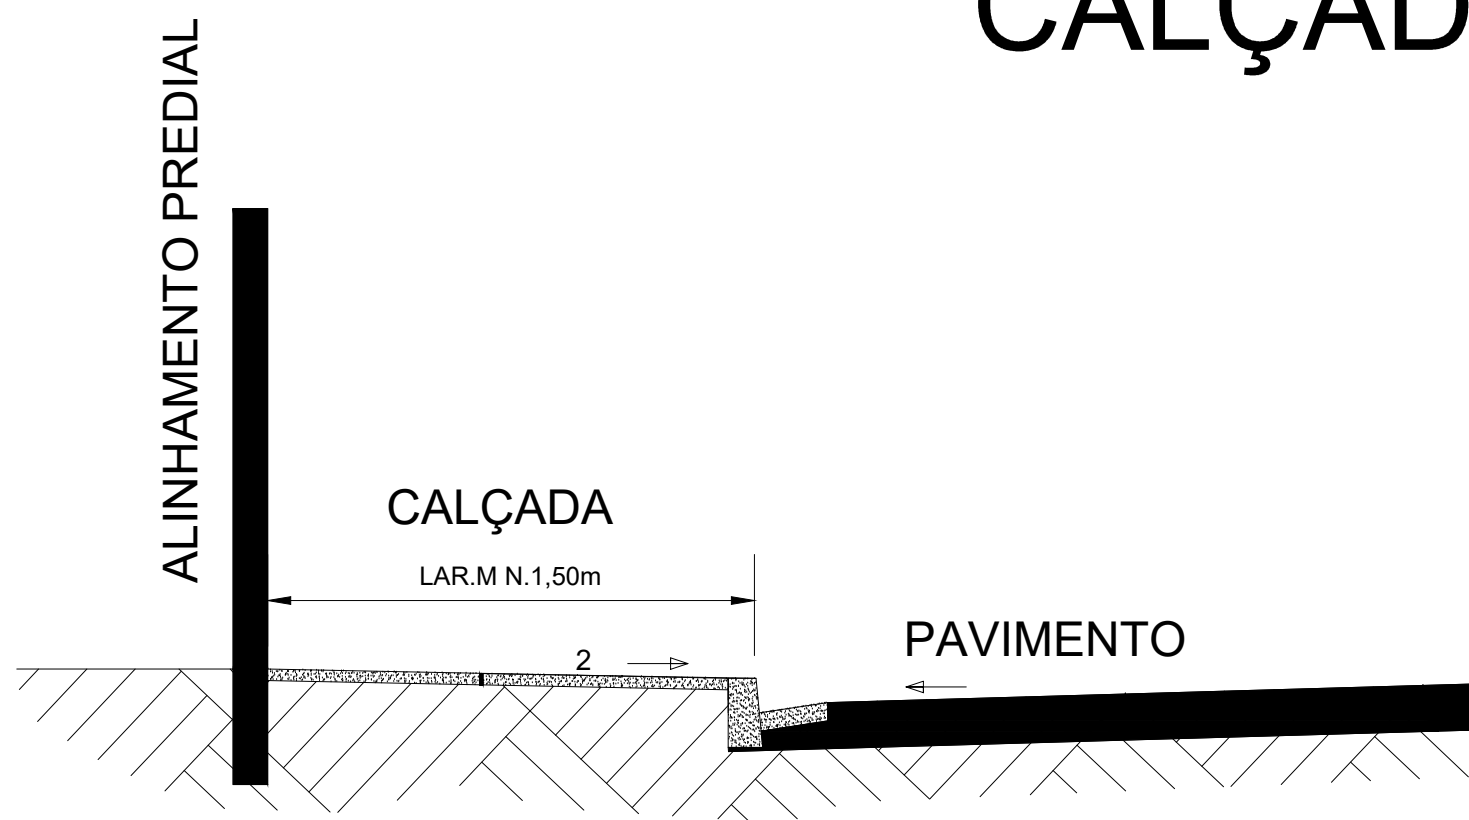 CALÇAD
ALINHAMENTO PREDIAL
CALÇADA
LAR.M N.1,50m
2
PAVIMENTO